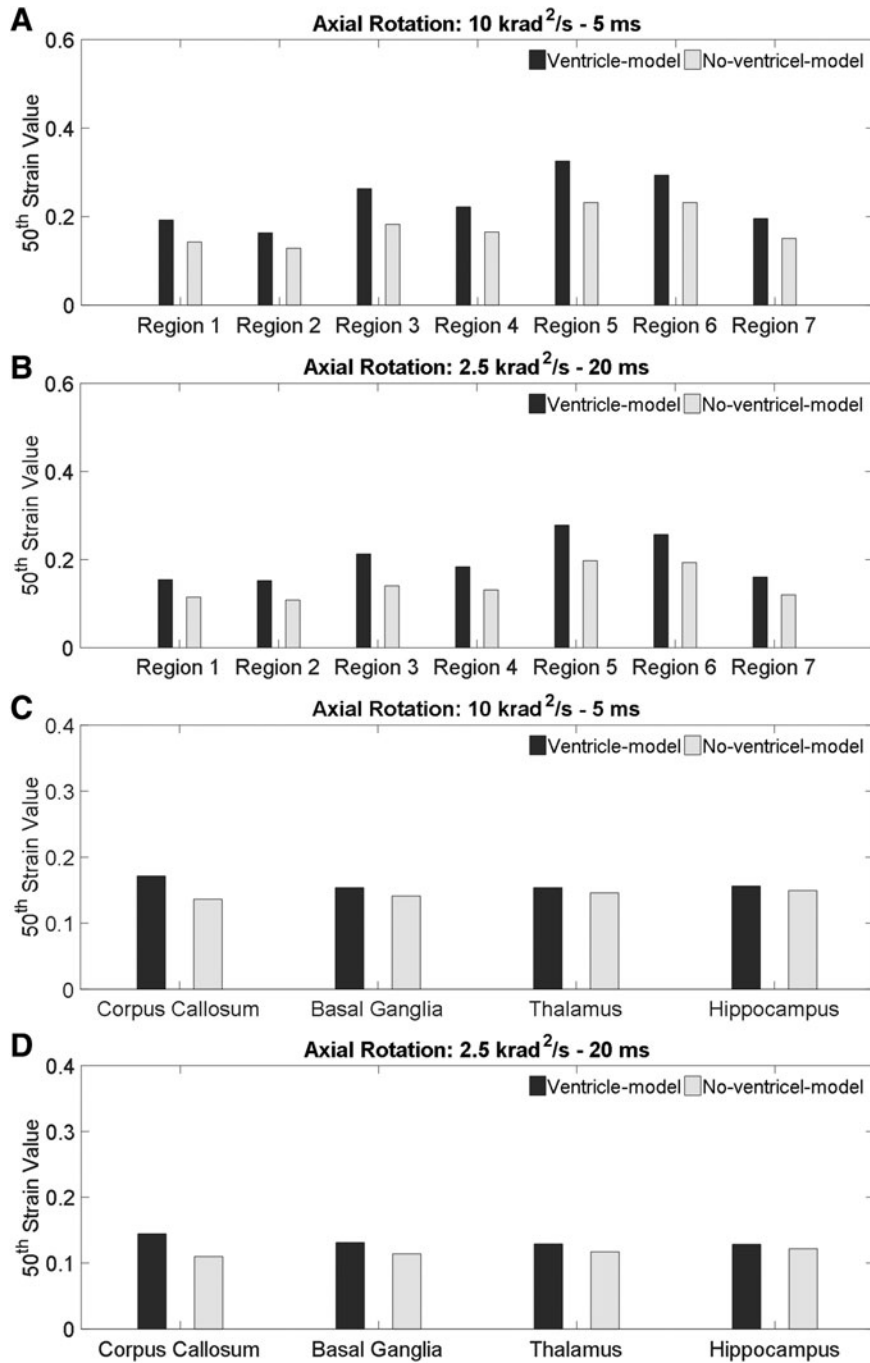 A
Axial Rotation: 10 krad²/s - 5 ms
Ventricle-model No-ventricel-model
50th Strain Value
0.6
0.4
0.2
0
Region 1 Region 2 Region 3 Region 4 Region 5 Region 6 Region 7
B
Axial Rotation: 2.5 krad²/s - 20 ms
Ventricle-model No-ventricel-model
50th Strain Value
0.6
0.4
0.2
0
Region 1 Region 2 Region 3 Region 4 Region 5 Region 6 Region 7
C
Axial Rotation: 10 krad²/s - 5 ms
Ventricle-model No-ventricel-model
50th Strain Value
0.4
0.3
0.2
0.1
0
Corpus Callosum Basal Ganglia Thalamus Hippocampus
D
Axial Rotation: 2.5 krad²/s - 20 ms
Ventricle-model No-ventricel-model
50th Strain Value
0.4
0.3
0.2
0.1
0
Corpus Callosum Basal Ganglia Thalamus Hippocampus